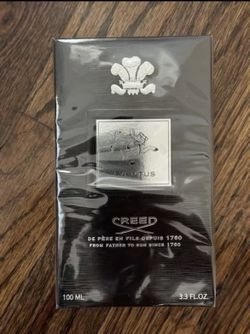 CREED
DE PÈRE EN FILS DEPUIS 1760
FROM FATHER TO SON SINCE 1760
100 ML
3.3 FL.OZ.